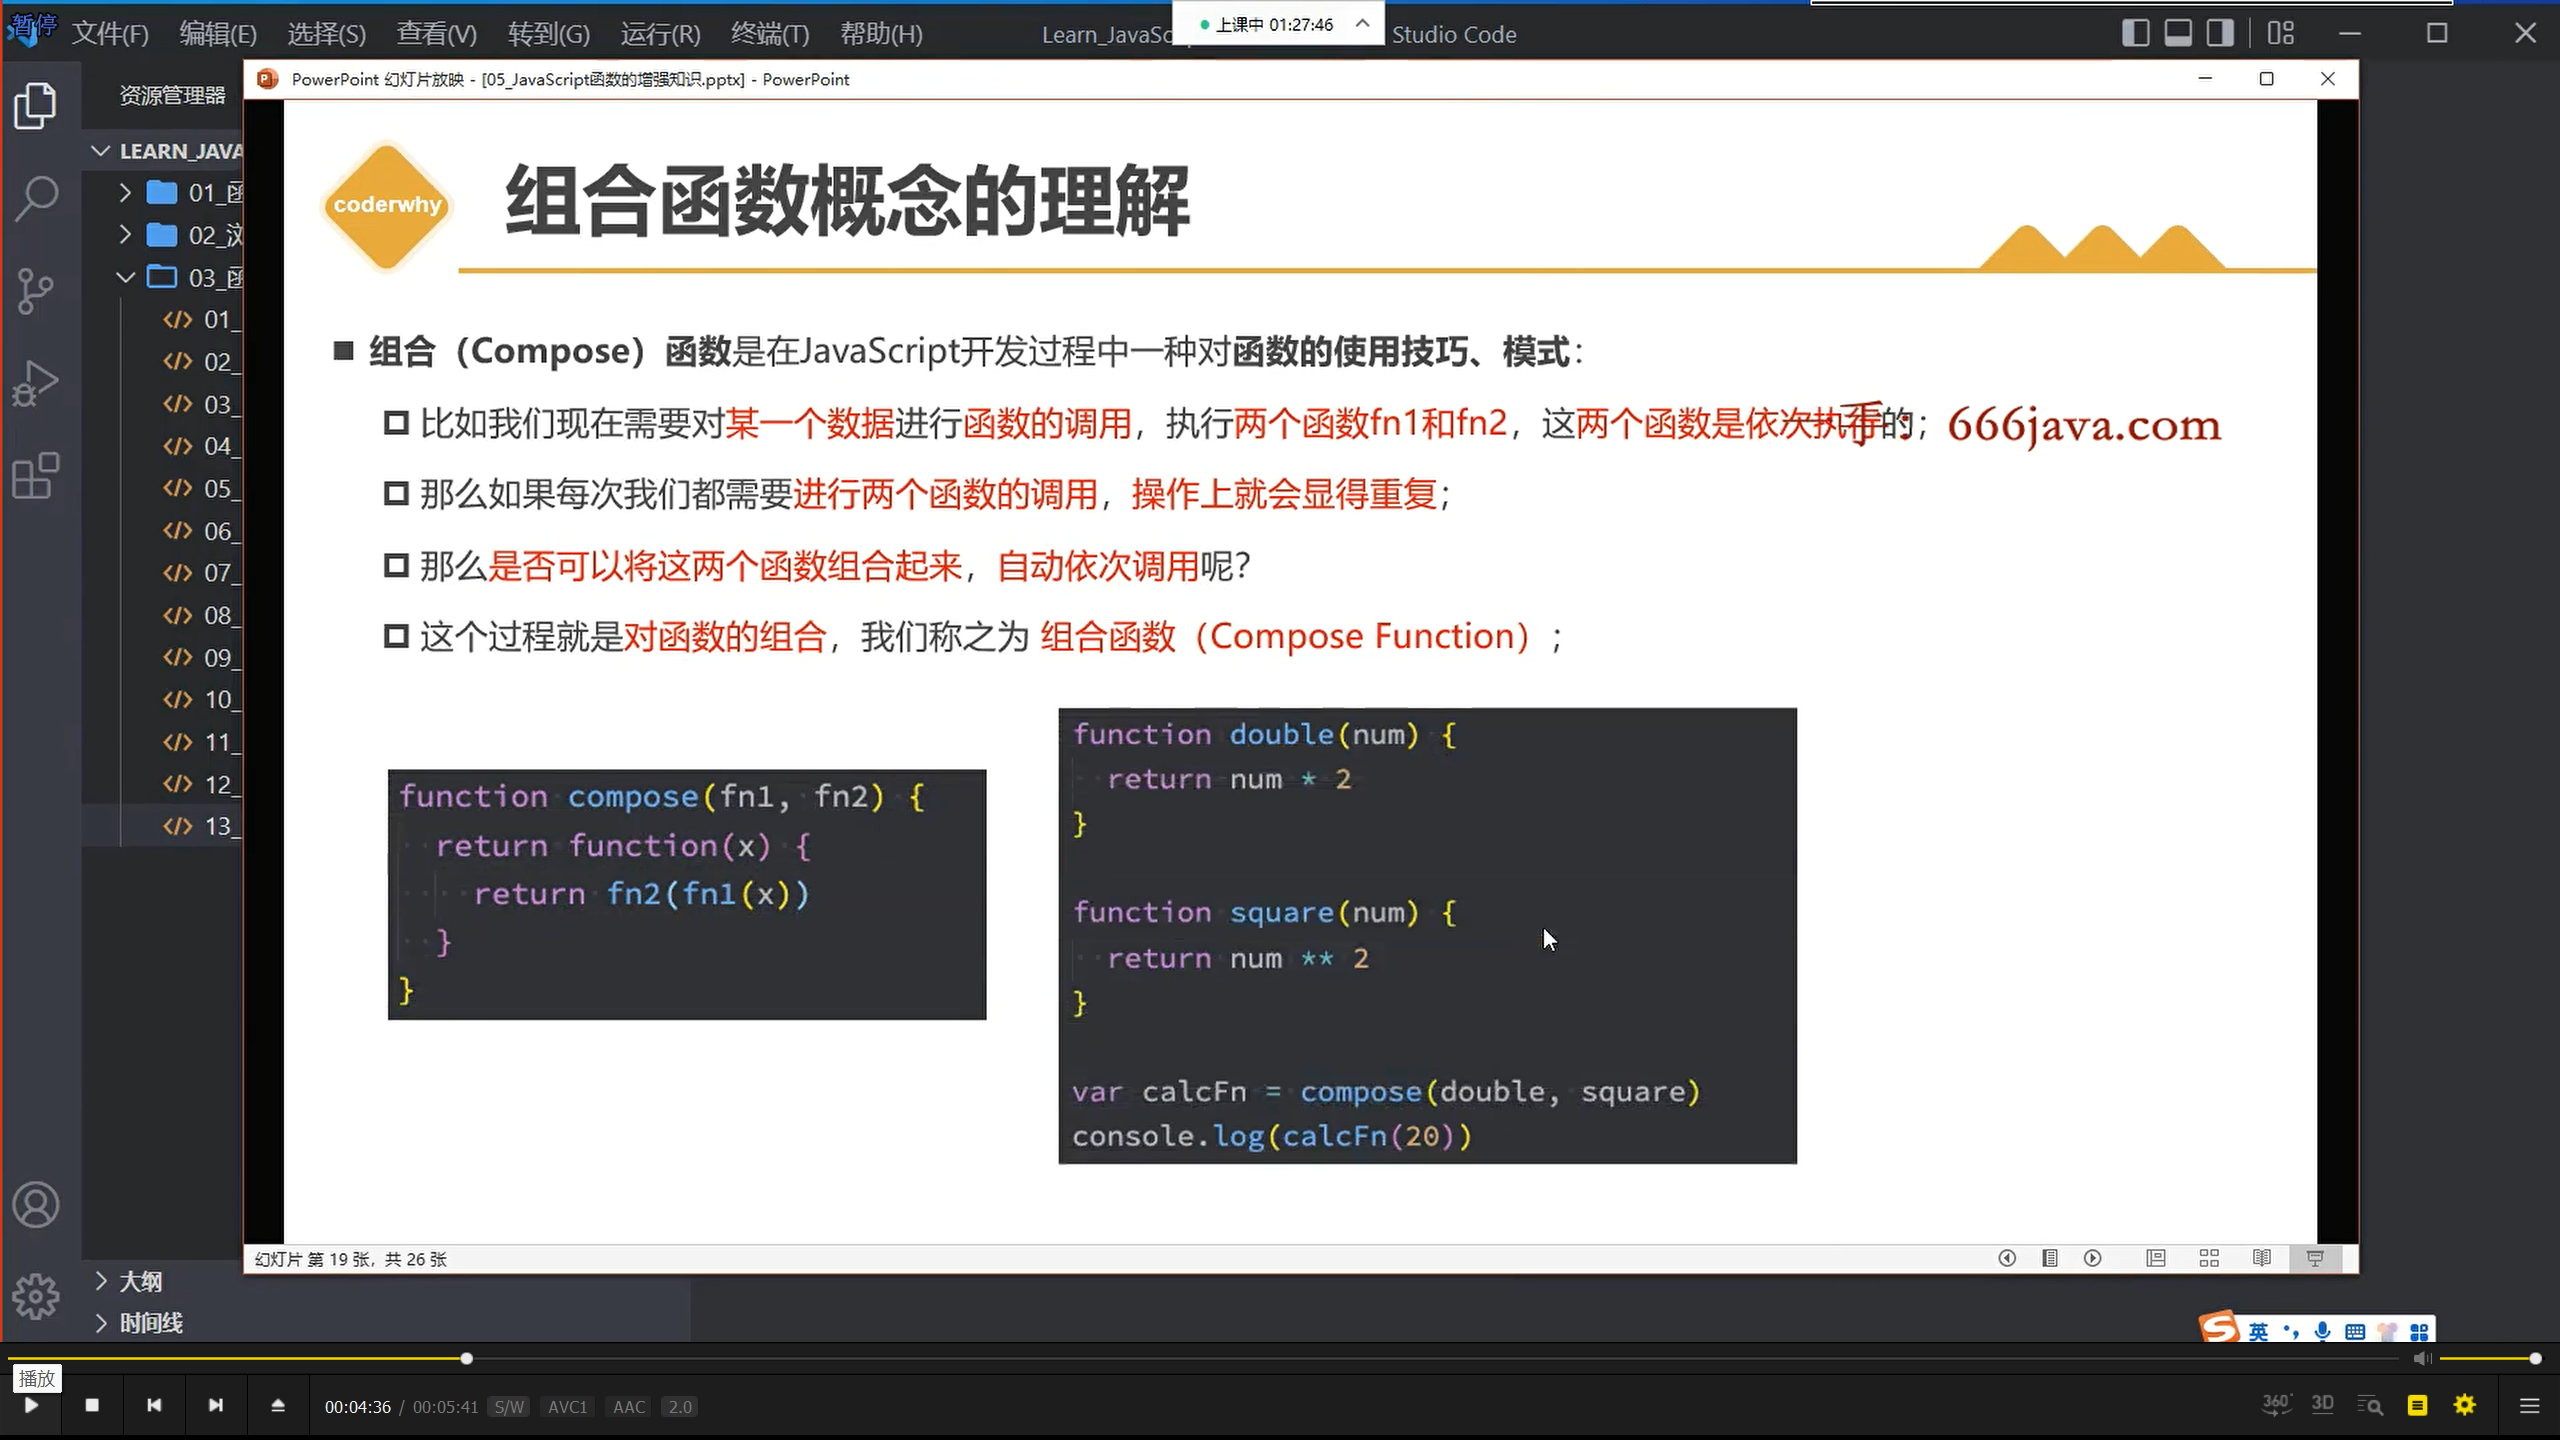 暂停
文件(F) 编辑(E) 选择(S) 查看(V) 转到(G) 运行(R) 终端(T) 帮助(H) Learn_JavaSc Studio Code
上课中 01:27:46
资源管理器
PowerPoint 幻灯片放映 - [05_JavaScript函数的增强知识.pptx] - PowerPoint
LEARN_JAVA
01_函
02_浏
03_函
01_
02_
03_
04_
05_
06_
07_
08_
09_
10_
11_
12_
13_
大纲
时间线
coderwhy
组合函数概念的理解
组合（Compose）函数是在JavaScript开发过程中一种对函数的使用技巧、模式：
比如我们现在需要对某一个数据进行函数的调用，执行两个函数fn1和fn2，这两个函数是依次执行的；
666java.com
那么如果每次我们都需要进行两个函数的调用，操作上就会显得重复；
那么是否可以将这两个函数组合起来，自动依次调用呢？
这个过程就是对函数的组合，我们称之为 组合函数（Compose Function）；
function compose(fn1, fn2) {
return function(x) {
return fn2(fn1(x))
}
}
function double(num) {
return num * 2
}
function square(num) {
return num ** 2
}
var calcFn = compose(double, square)
console.log(calcFn(20))
幻灯片 第 19 张，共 26 张
英
播放
00:04:36 / 00:05:41 S/W AVC1 AAC 2.0
360° 3D